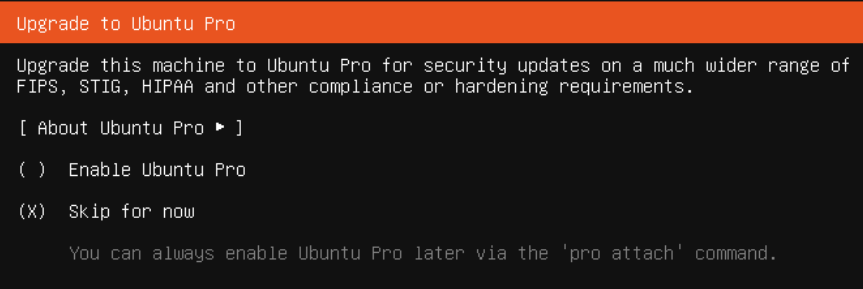 Upgrade to Ubuntu Pro
Upgrade this machine to Ubuntu Pro for security updates on a much wider range of
FIPS, STIG, HIPAA and other compliance or hardening requirements.
[ About Ubuntu Pro ▸ ]
( ) Enable Ubuntu Pro
(X) Skip for now
You can always enable Ubuntu Pro later via the 'pro attach' command.